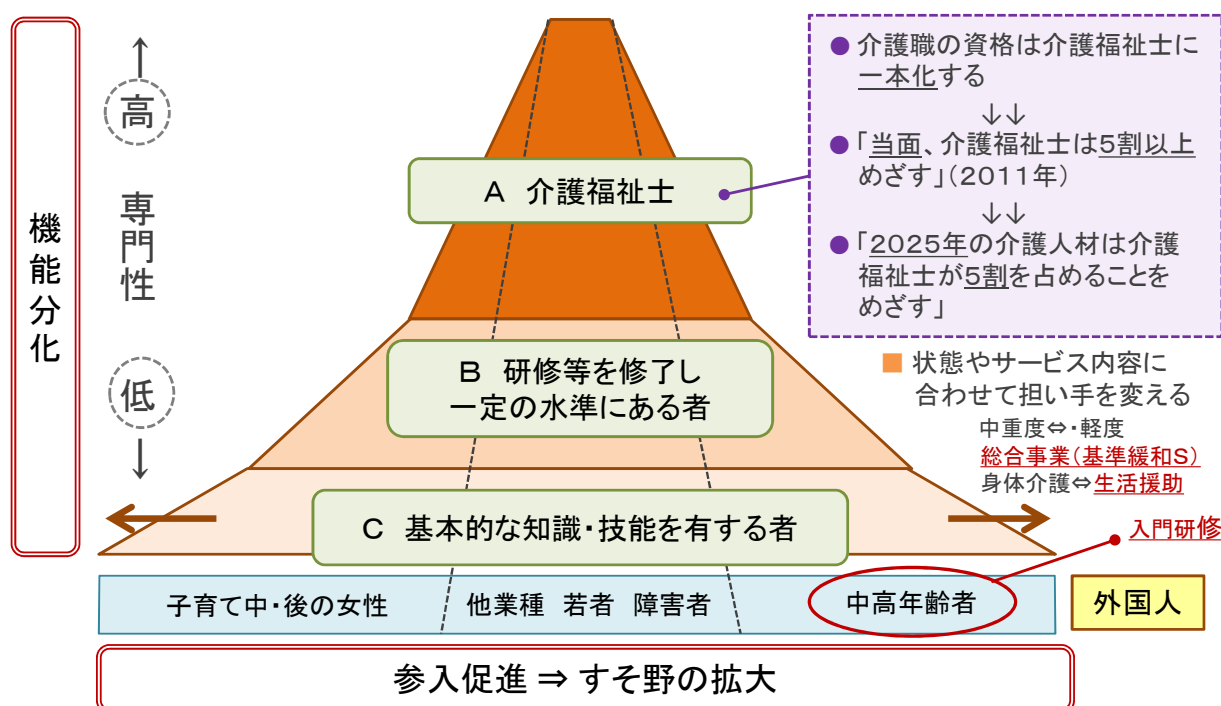 機能分化
↑
高
専門性
低
↓
A 介護福祉士
B 研修等を修了し
一定の水準にある者
C 基本的な知識・技能を有する者
● 介護職の資格は介護福祉士に
一本化する
↓↓
●「当面、介護福祉士は5割以上
めざす」(2011年)
↓↓
●「2025年の介護人材は介護
福祉士が5割を占めることを
めざす」
■ 状態やサービス内容に
合わせて担い手を変える
中重度⇔・軽度
総合事業(基準緩和S)
身体介護⇔生活援助
入門研修
子育て中・後の女性
他業種 若者 障害者
中高年齢者
外国人
参入促進 ⇒ すそ野の拡大